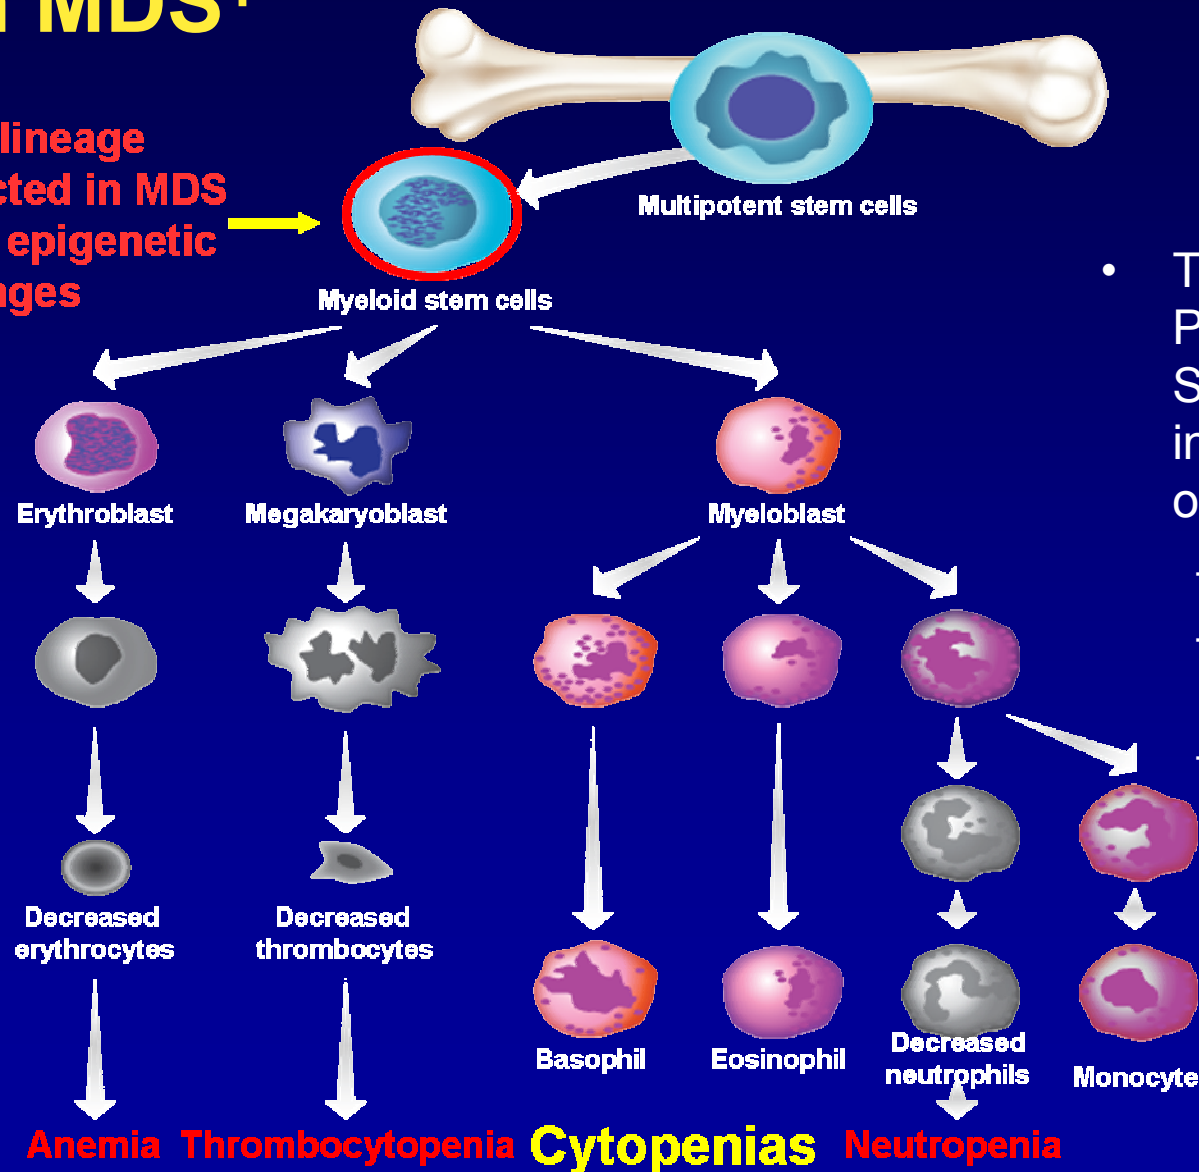 MDS
lineage
cted in MDS
epigenetic
nges
Multipotent stem cells
Myeloid stem cells
•
Erythroblast
Megakaryoblast
Myeloblast
Decreased
erythrocytes
Decreased
thrombocytes
Basophil
Eosinophil
Decreased
neutrophils
Monocyte
Anemia
Thrombocytopenia
Cytopenias
Neutropenia
T
P
S
in
o